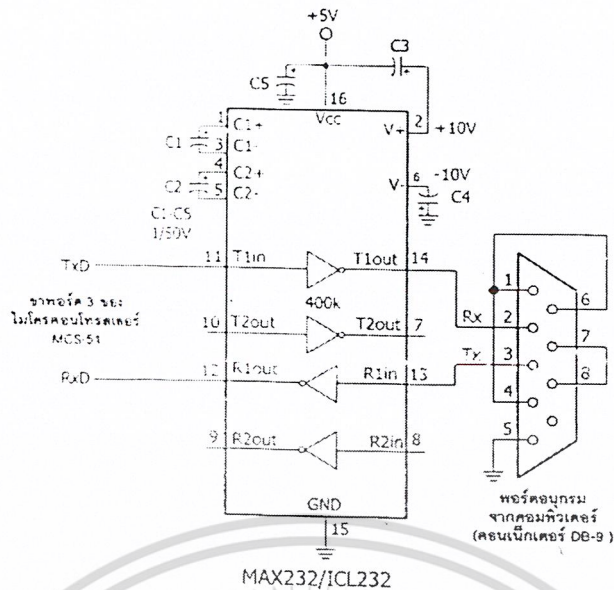 +5V
C3
C5
16
Vcc
1
C1+
V+
2
+10V
C1
3
C1-
4
C2+
V-
6
-10V
C2
5
C2-
C4
C1-C5
1/50V
TxD
11
T1in
T1out
14
400k
ขาพอร์ต 3 ของ
ไมโครคอนโทรลเลอร์
MCS-51
10
T2out
T2out
7
RxD
12
R1out
R1in
13
9
R2out
R2in
8
GND
15
MAX232/ICL232
Rx
Tx
1
2
3
4
5
6
7
8
พอร์ตอนุกรม
จากคอมพิวเตอร์
(คอนเน็กเตอร์ DB-9)